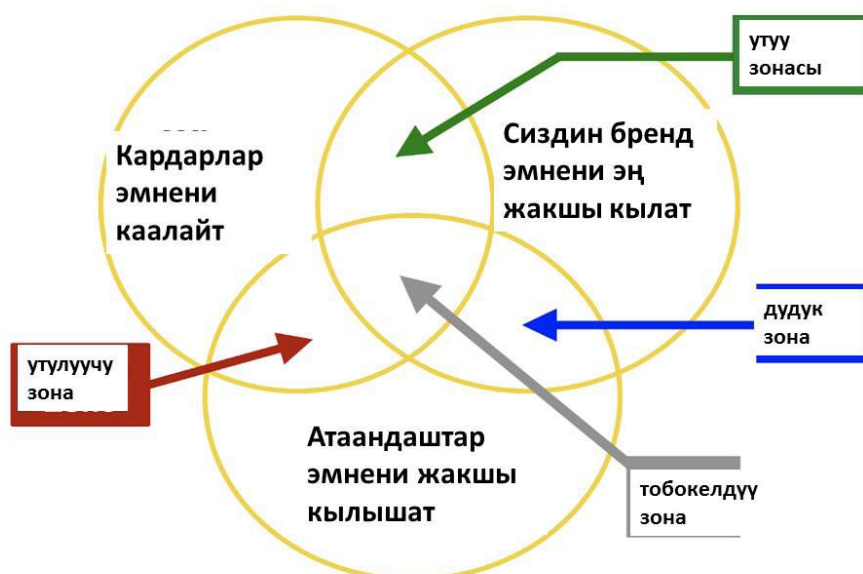 утуу
зонасы
Кардарлар
эмнени
каалайт
Сиздин бренд
эмнени эң
жакшы кылат
дудук
зона
утулуучу
зона
Атаандаштар
эмнени жакшы
кылышат
тобокелдүү
зона